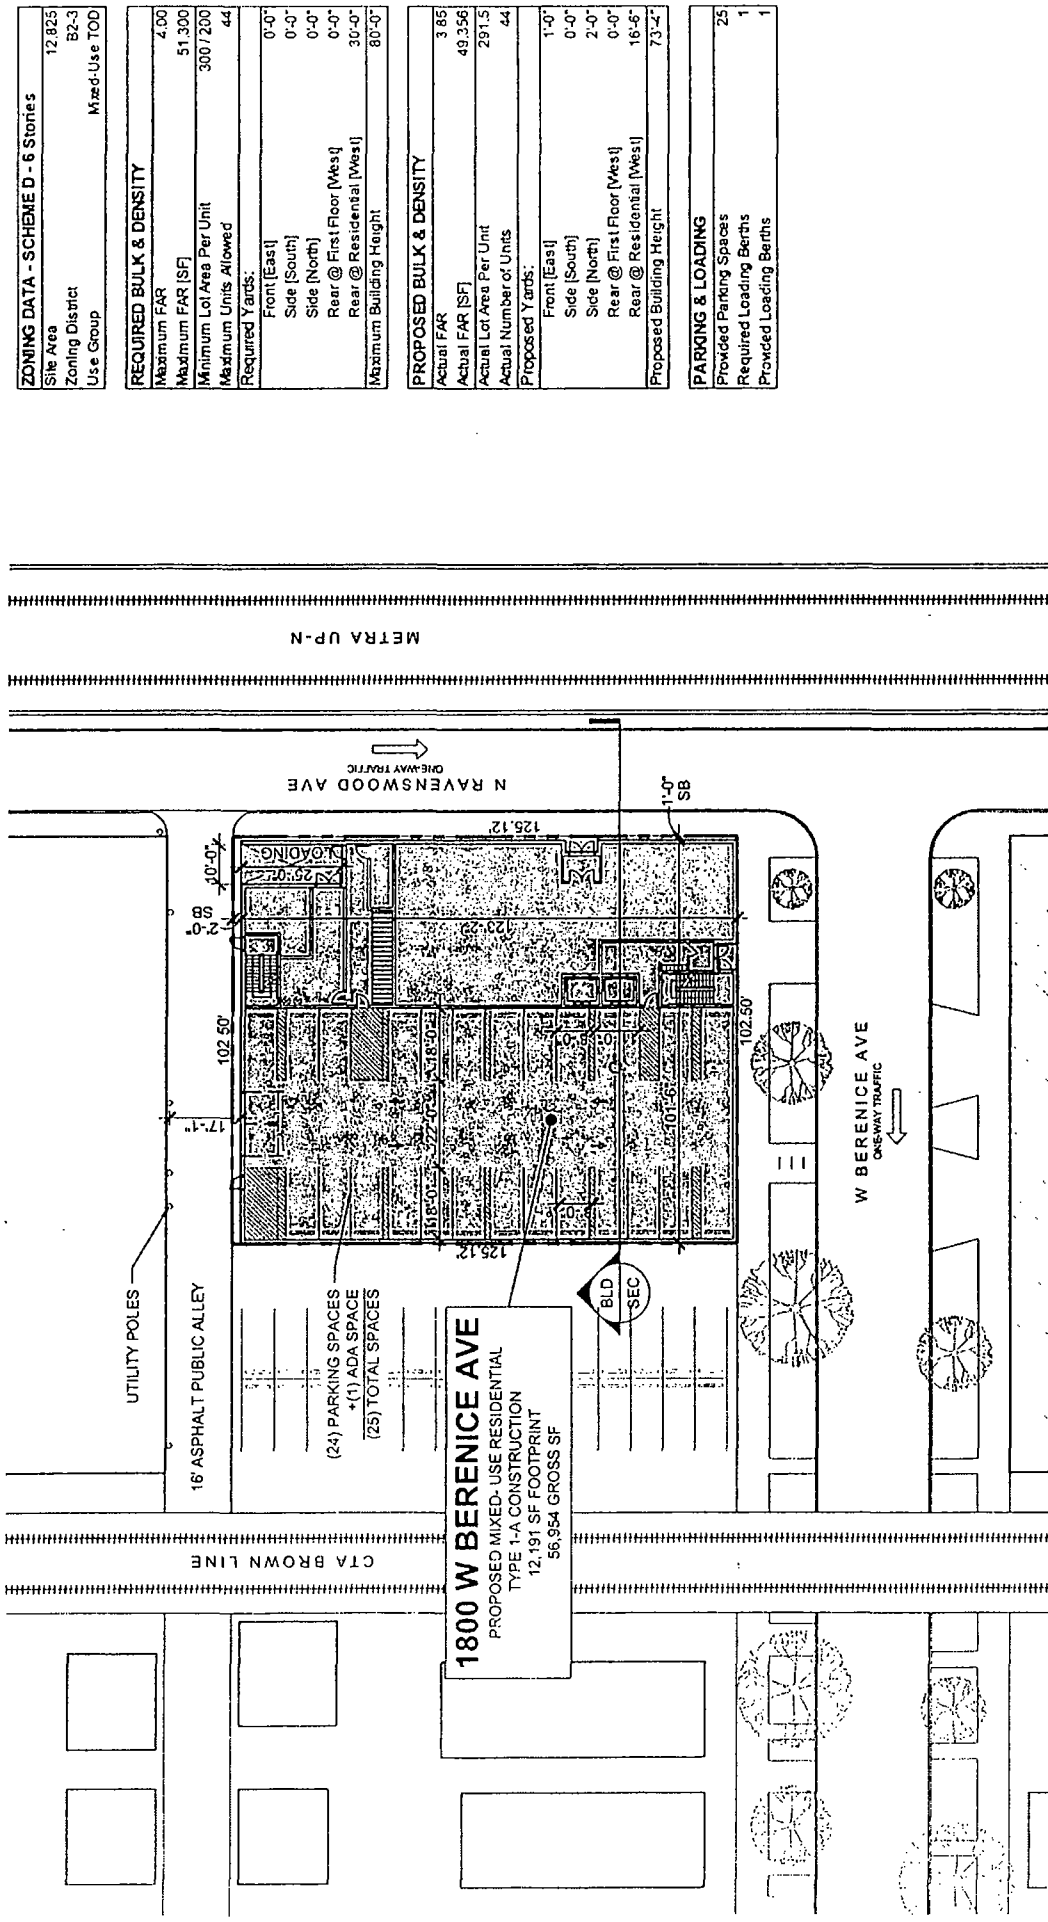 ZONING DATA - SCHEME D - 6 Stories
Site Area 12,825
Zoning District B2-3
Use Group Mixed-Use TOD
REQUIRED BULK & DENSITY
Maximum FAR 4.00
Maximum FAR [SF] 51,300
Minimum Lot Area Per Unit 300 / 200
Maximum Units Allowed 44
Required Yards:
Front [East] 0'-0"
Side [South] 0'-0"
Side [North] 0'-0"
Rear @ First Floor [West] 0'-0"
Rear @ Residential [West] 30'-0"
Maximum Building Height 80'-0"
PROPOSED BULK & DENSITY
Actual FAR 3.85
Actual FAR [SF] 49,356
Actual Lot Area Per Unit 291.5
Actual Number of Units 44
Proposed Yards:
Front [East] 1'-0"
Side [South] 0'-0"
Side [North] 2'-0"
Rear @ First Floor [West] 0'-0"
Rear @ Residential [West] 16'-6"
Proposed Building Height 73'-4"
PARKING & LOADING
Provided Parking Spaces 25
Required Loading Berths 1
Provided Loading Berths 1
METRA UP-N
N RAVENSWOOD AVE
ONE-WAY TRAFFIC
1'-0"
SB
125.12'
LOADING
10'-0"
25'-0"
2'-0"
SB
102.50'
102.50'
17'-1"
18'-0"
22'-0"
18'-0"
101'-6"
125.12'
UTILITY POLES
16' ASPHALT PUBLIC ALLEY
(24) PARKING SPACES
+(1) ADA SPACE
(25) TOTAL SPACES
BLD
SEC
W BERENICE AVE
ONE-WAY TRAFFIC
1800 W BERENICE AVE
PROPOSED MIXED- USE RESIDENTIAL
TYPE 1-A CONSTRUCTION
12,191 SF FOOTPRINT
56,954 GROSS SF
CTA BROWN LINE